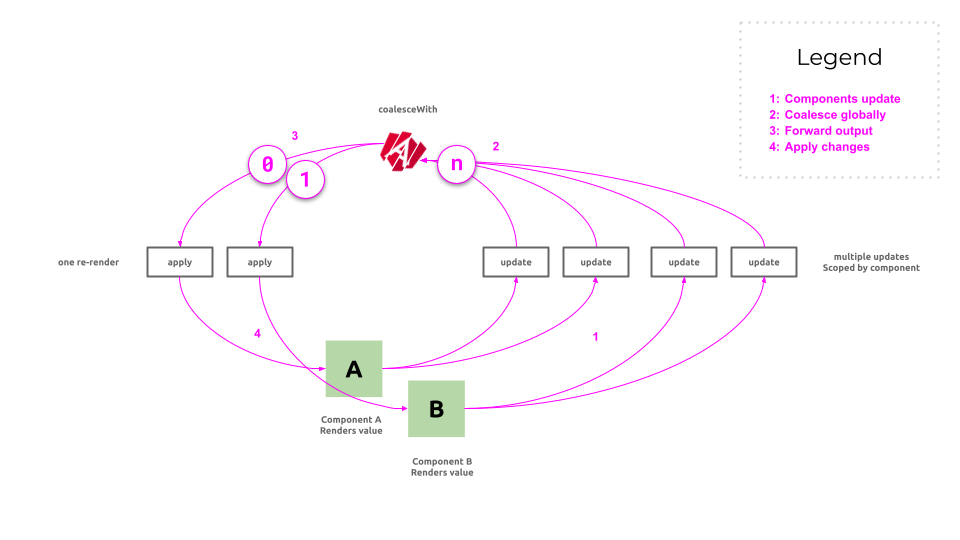 Legend
1: Components update
2: Coalesce globally
3: Forward output
4: Apply changes
coalesceWith
3
2
0
1
n
one re-render
apply
apply
update
update
update
update
multiple updates
Scoped by component
4
1
A
B
Component A
Renders value
Component B
Renders value